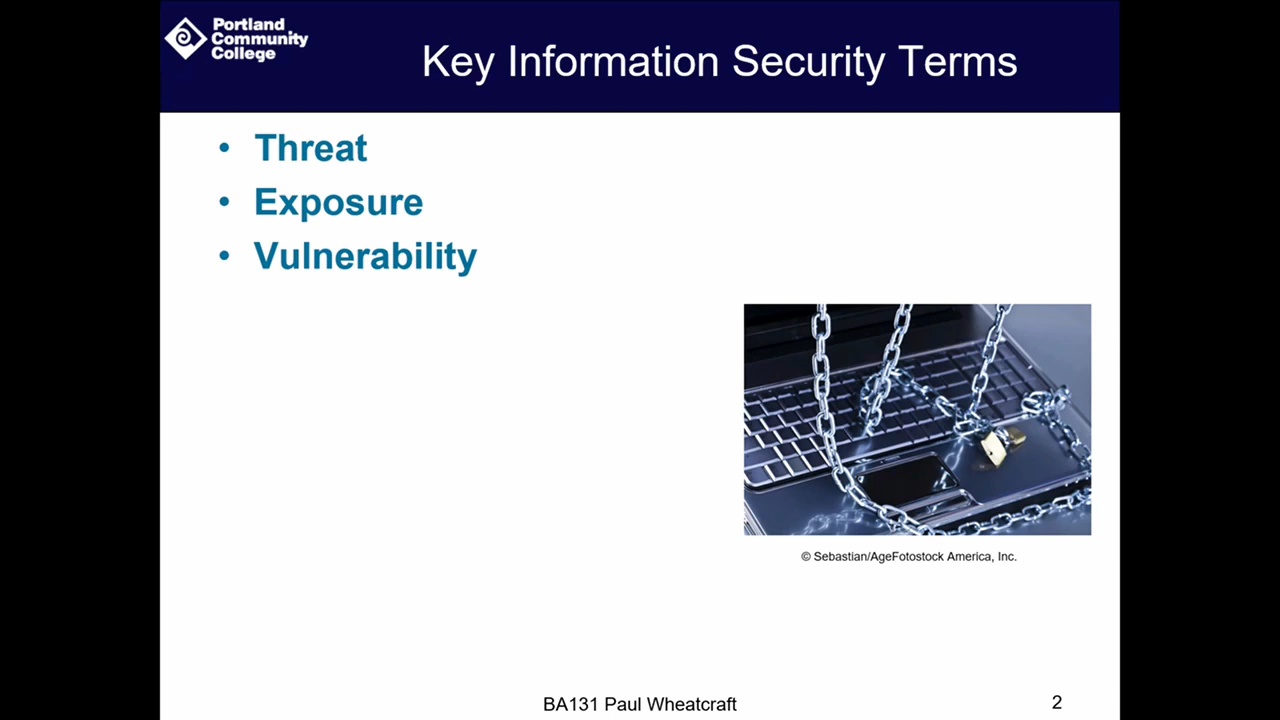 Portland
Community
College
Key Information Security Terms
• Threat
• Exposure
• Vulnerability
© Sebastian/AgeFotostock America, Inc.
BA131 Paul Wheatcraft
2